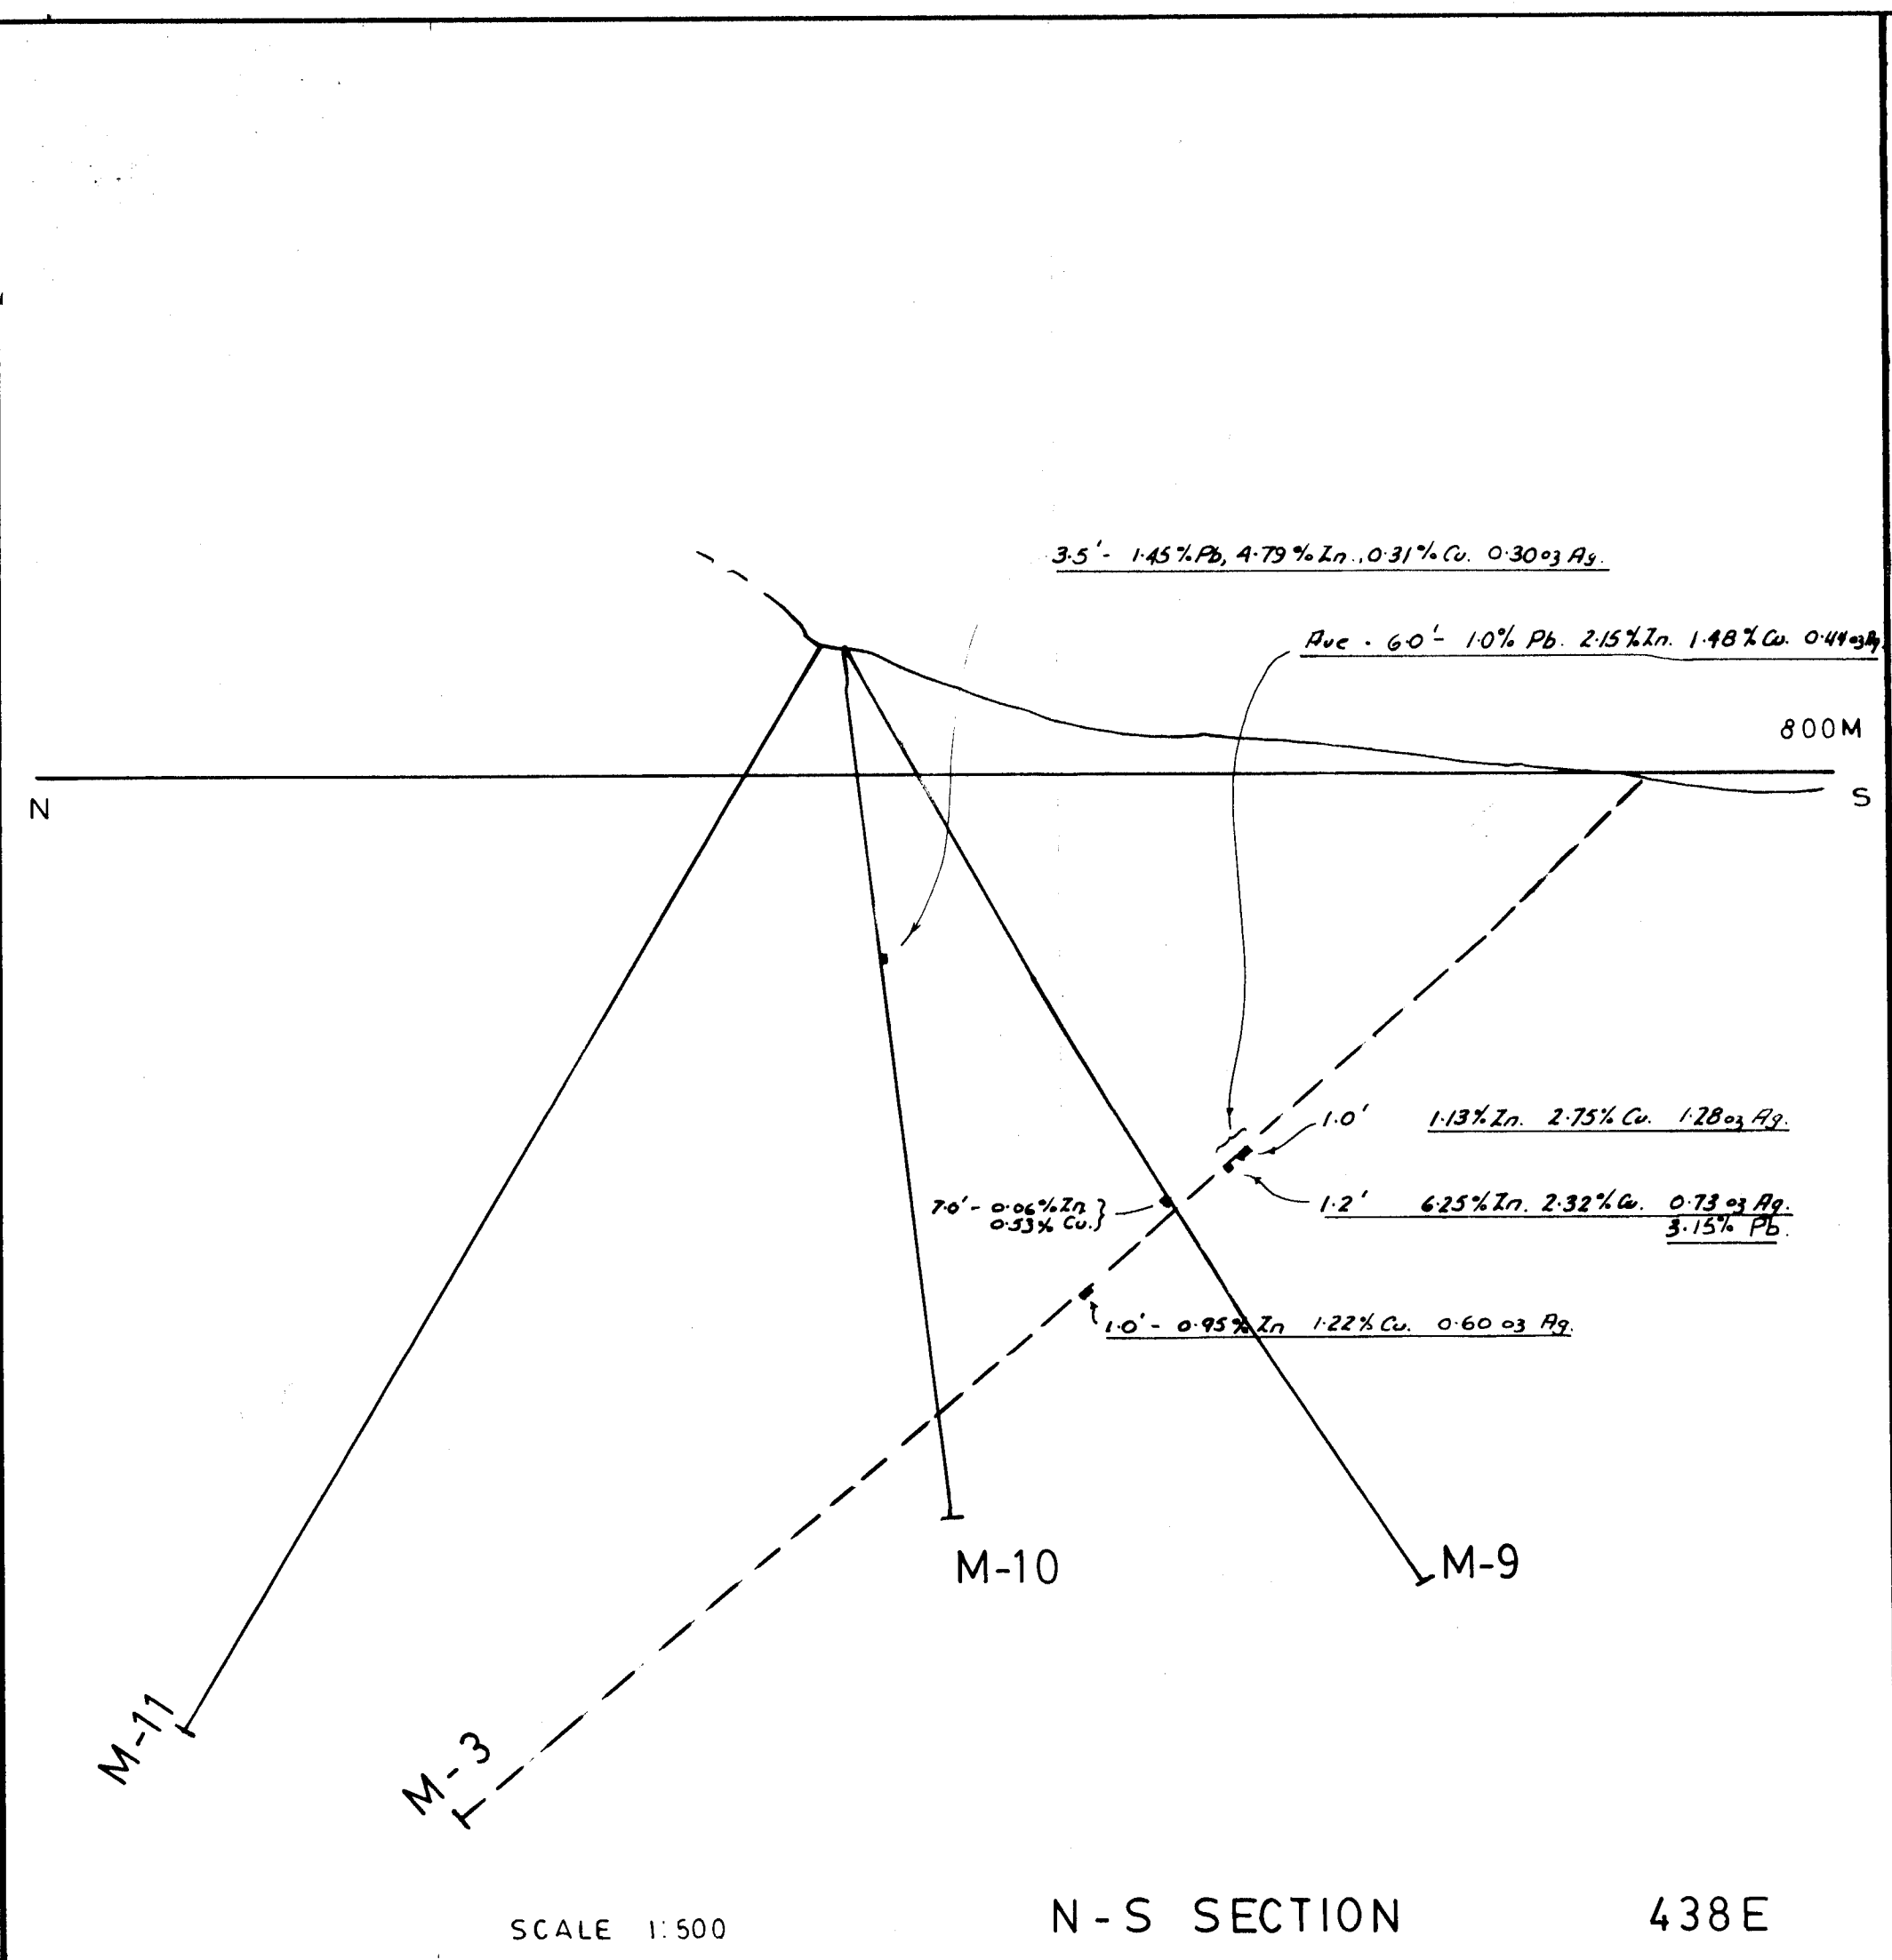 3.5' - 1.45% Pb, 4.79% Zn., 0.31% Cu. 0.30 oz Ag.
Ave. 6.0' - 1.0% Pb. 2.15% Zn. 1.48% Cu. 0.44 oz Ag.
800M
N
S
1.0' 1.13% Zn. 2.75% Cu. 1.28 oz Ag.
1.2' 6.25% Zn. 2.32% Cu. 0.73 oz Ag.
3.15% Pb.
7.0' - 0.06% Zn }
0.53% Cu. }
1.0' - 0.95% Zn 1.22% Cu. 0.60 oz Ag.
M-10
M-9
M-11
M-3
SCALE 1:500
N-S SECTION
438E